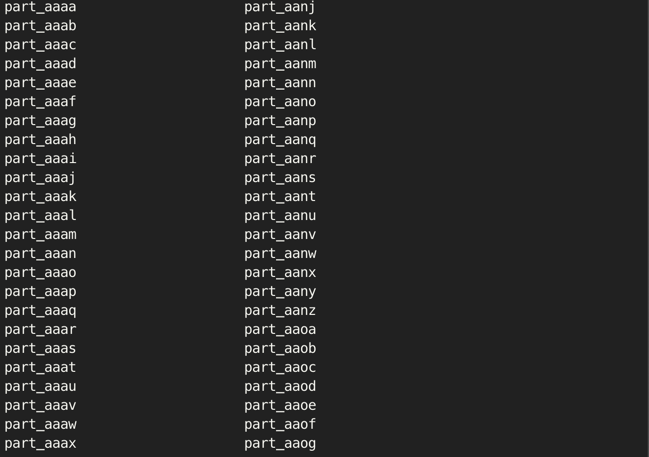 part_aaaa part_aanj
part_aaab part_aank
part_aaac part_aanl
part_aaad part_aanm
part_aaae part_aann
part_aaaf part_aano
part_aaag part_aanp
part_aaah part_aanq
part_aaai part_aanr
part_aaaj part_aans
part_aaak part_aant
part_aaal part_aanu
part_aaam part_aanv
part_aaan part_aanw
part_aaao part_aanx
part_aaap part_aany
part_aaaq part_aanz
part_aaar part_aaoa
part_aaas part_aaob
part_aaat part_aaoc
part_aaau part_aaod
part_aaav part_aaoe
part_aaaw part_aaof
part_aaax part_aaog